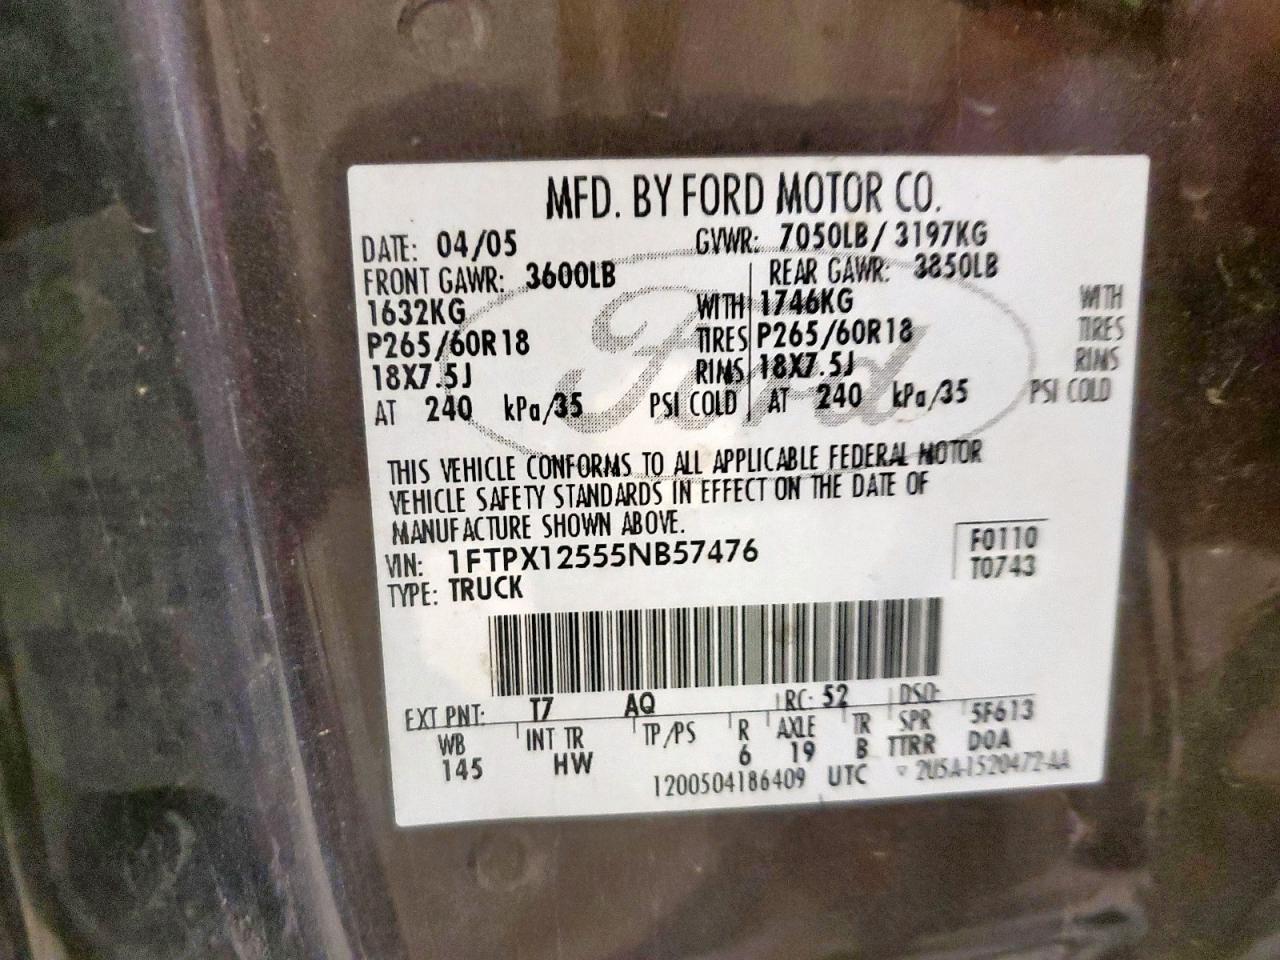 MFD. BY FORD MOTOR CO.
DATE: 04/05 GVWR: 7050LB / 3197KG
FRONT GAWR: 3600LB REAR GAWR: 3850LB
1632KG WITH 1746KG WITH
P265/60R18 TIRES P265/60R18 TIRES
18X7.5J RIMS 18X7.5J RIMS
AT 240 kPa/35 PSI COLD AT 240 kPa/35 PSI COLD
Ford
THIS VEHICLE CONFORMS TO ALL APPLICABLE FEDERAL MOTOR
VEHICLE SAFETY STANDARDS IN EFFECT ON THE DATE OF
MANUFACTURE SHOWN ABOVE.
VIN: 1FTPX12555NB57476 F0110
TYPE: TRUCK T0743
EXT PNT: T7 AQ RC: 52 DSO:
WB INT TR TP/PS R AXLE TR SPR 5F613
145 HW 6 19 B TTRR DOA
1200504186409 UTC ▽ 2U5A-1520472-AA